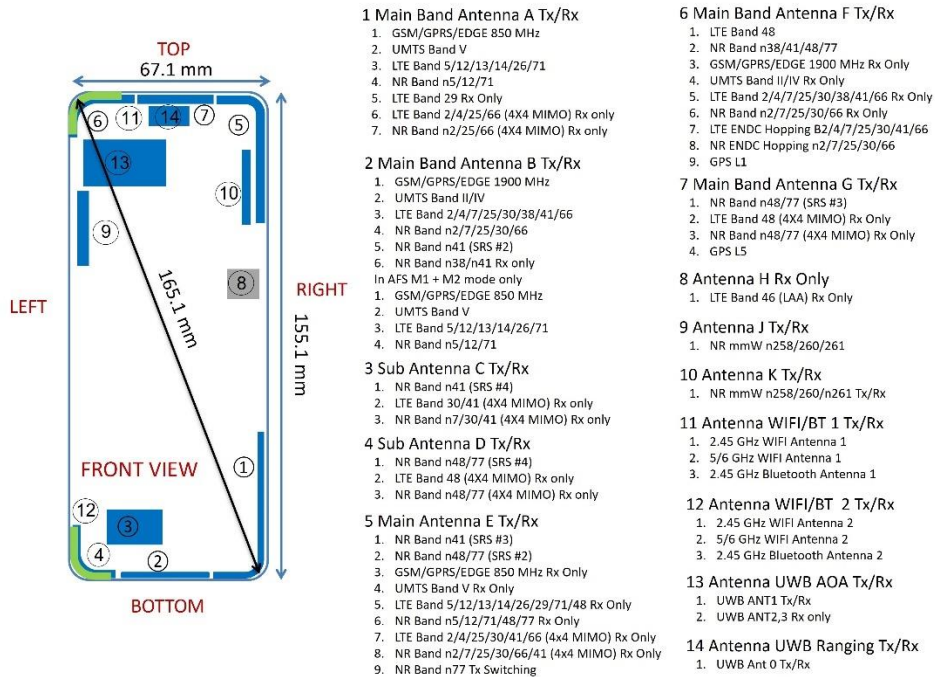 TOP
67.1 mm
6
11
14
7
5
13
10
9
8
165.1 mm
LEFT
RIGHT
155.1 mm
1
FRONT VIEW
12
3
4
2
BOTTOM
1 Main Band Antenna A Tx/Rx
1. GSM/GPRS/EDGE 850 MHz
2. UMTS Band V
3. LTE Band 5/12/13/14/26/71
4. NR Band n5/12/71
5. LTE Band 29 Rx Only
6. LTE Band 2/4/25/66 (4X4 MIMO) Rx only
7. NR Band n2/25/66 (4X4 MIMO) Rx only
2 Main Band Antenna B Tx/Rx
1. GSM/GPRS/EDGE 1900 MHz
2. UMTS Band II/IV
3. LTE Band 2/4/7/25/30/38/41/66
4. NR Band n2/7/25/30/66
5. NR Band n41 (SRS #2)
6. NR Band n38/n41 Rx only
In AFS M1 + M2 mode only
1. GSM/GPRS/EDGE 850 MHz
2. UMTS Band V
3. LTE Band 5/12/13/14/26/71
4. NR Band n5/12/71
3 Sub Antenna C Tx/Rx
1. NR Band n41 (SRS #4)
2. LTE Band 30/41 (4X4 MIMO) Rx only
3. NR Band n7/30/41 (4X4 MIMO) Rx only
4 Sub Antenna D Tx/Rx
1. NR Band n48/77 (SRS #4)
2. LTE Band 48 (4X4 MIMO) Rx only
3. NR Band n48/77 (4X4 MIMO) Rx only
5 Main Antenna E Tx/Rx
1. NR Band n41 (SRS #3)
2. NR Band n48/77 (SRS #2)
3. GSM/GPRS/EDGE 850 MHz Rx Only
4. UMTS Band V Rx Only
5. LTE Band 5/12/13/14/26/29/71/48 Rx Only
6. NR Band n5/12/71/48/77 Rx Only
7. LTE Band 2/4/25/30/41/66 (4x4 MIMO) Rx Only
8. NR Band n2/7/25/30/66/41 (4x4 MIMO) Rx Only
9. NR Band n77 Tx Switching
6 Main Band Antenna F Tx/Rx
1. LTE Band 48
2. NR Band n38/41/48/77
3. GSM/GPRS/EDGE 1900 MHz Rx Only
4. UMTS Band II/IV Rx Only
5. LTE Band 2/4/7/25/30/38/41/66 Rx Only
6. NR Band n2/7/25/30/66 Rx Only
7. LTE ENDC Hopping B2/4/7/25/30/41/66
8. NR ENDC Hopping n2/7/25/30/66
9. GPS L1
7 Main Band Antenna G Tx/Rx
1. NR Band n48/77 (SRS #3)
2. LTE Band 48 (4X4 MIMO) Rx Only
3. NR Band n48/77 (4X4 MIMO) Rx Only
4. GPS L5
8 Antenna H Rx Only
1. LTE Band 46 (LAA) Rx Only
9 Antenna J Tx/Rx
1. NR mmW n258/260/261
10 Antenna K Tx/Rx
1. NR mmW n258/260/n261 Tx/Rx
11 Antenna WIFI/BT 1 Tx/Rx
1. 2.45 GHz WIFI Antenna 1
2. 5/6 GHz WIFI Antenna 1
3. 2.45 GHz Bluetooth Antenna 1
12 Antenna WIFI/BT 2 Tx/Rx
1. 2.45 GHz WIFI Antenna 2
2. 5/6 GHz WIFI Antenna 2
3. 2.45 GHz Bluetooth Antenna 2
13 Antenna UWB AOA Tx/Rx
1. UWB ANT1 Tx/Rx
2. UWB ANT2,3 Rx only
14 Antenna UWB Ranging Tx/Rx
1. UWB Ant 0 Tx/Rx